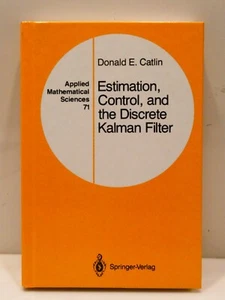 Donald E. Catlin
Applied
Mathematical
Sciences
71
Estimation,
Control, and
the Discrete
Kalman Filter
Springer-Verlag